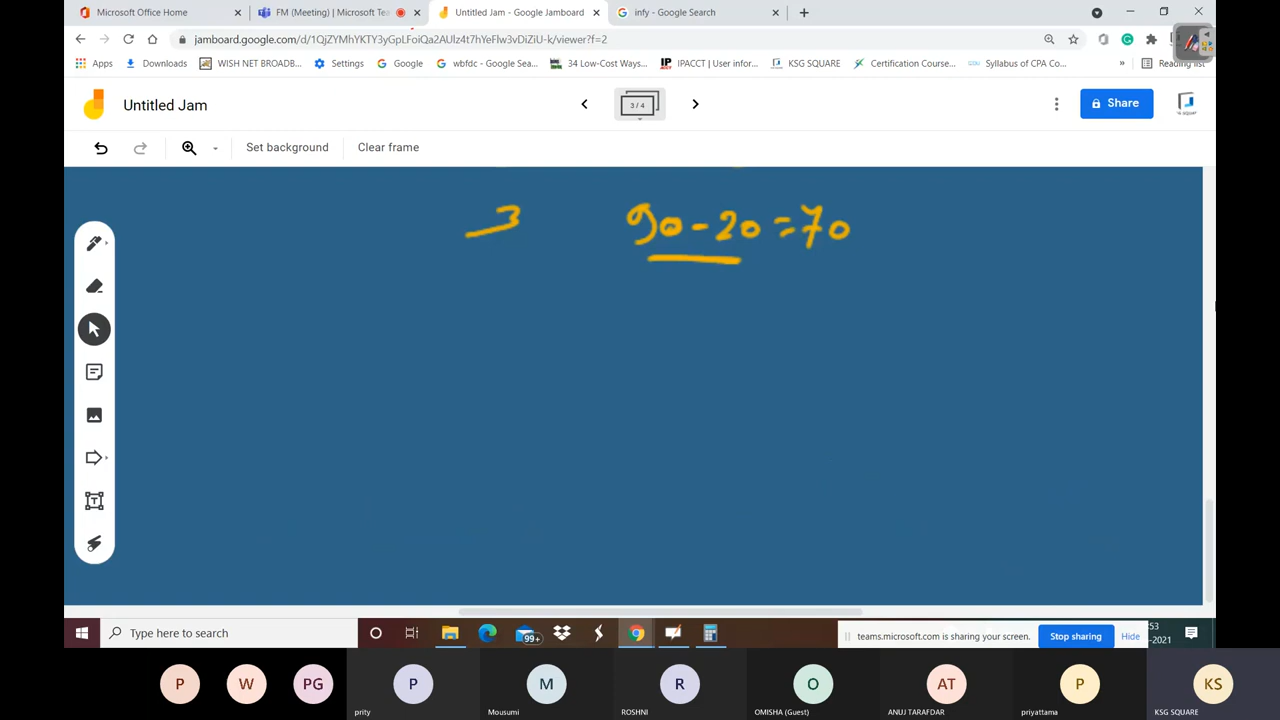 Microsoft Office Home
FM (Meeting) | Microsoft Tea
Untitled Jam - Google Jamboard
infy - Google Search
jamboard.google.com/d/1QjZYMhYKTY3yGpLFoiQa2AUlz4t7hYeFlw3vDiZiU-k/viewer?f=2
Apps
Downloads
WISH NET BROADB...
Settings
Google
wbfdc - Google Sea...
34 Low-Cost Ways...
IPACCT | User infor...
KSG SQUARE
Certification Course...
Syllabus of CPA Co...
»
Reading list
Untitled Jam
3 / 4
Share
Set background
Clear frame
3 90-20=70
Type here to search
99+
teams.microsoft.com is sharing your screen.
Stop sharing
Hide
53
-2021
P
W
PG
P
M
R
O
AT
P
KS
prity
Mousumi
ROSHNI
OMISHA (Guest)
ANUJ TARAFDAR
priyattama
KSG SQUARE